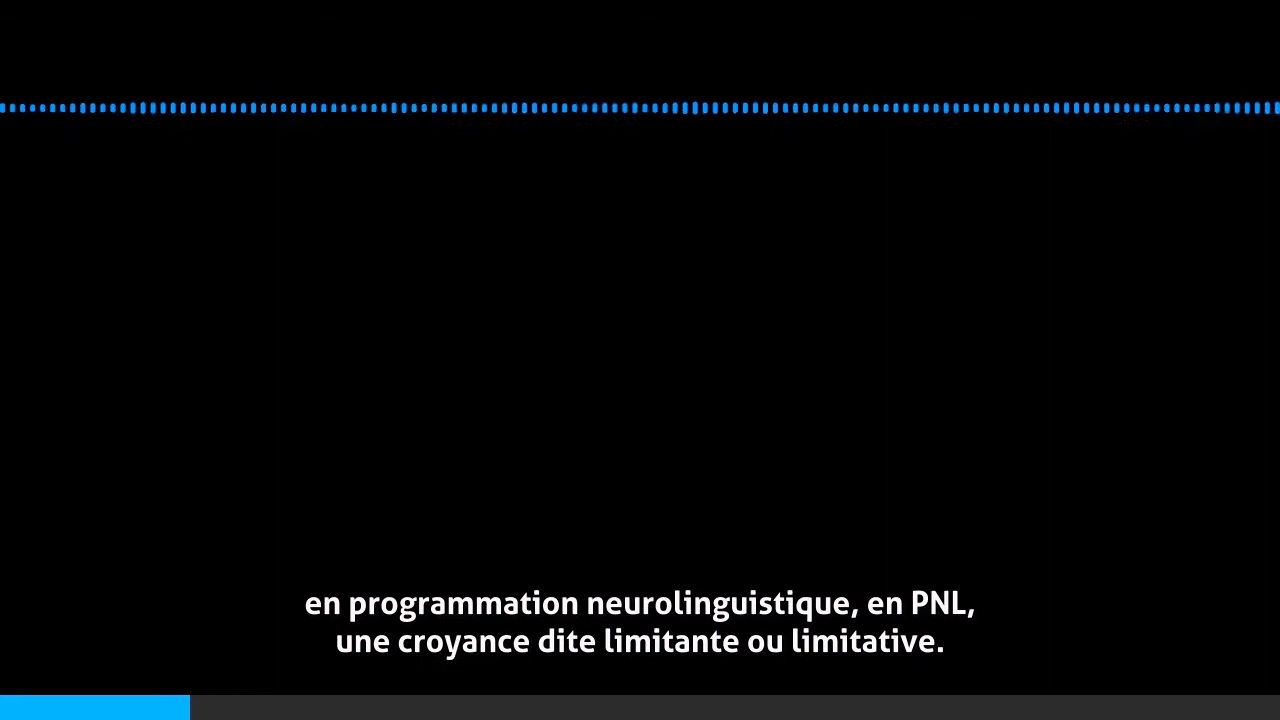 en programmation neurolinguistique, en PNL,
une croyance dite limitante ou limitative.